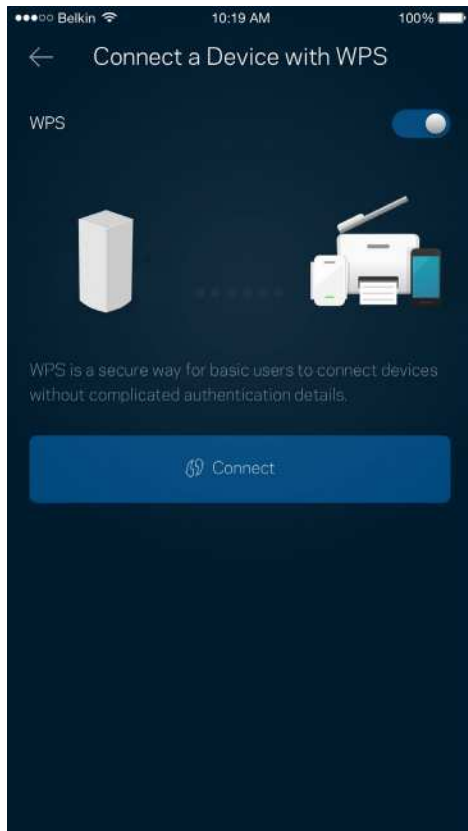 Belkin 10:19 AM 100%
Connect a Device with WPS
WPS
WPS is a secure way for basic users to connect devices
without complicated authentication details.
Connect